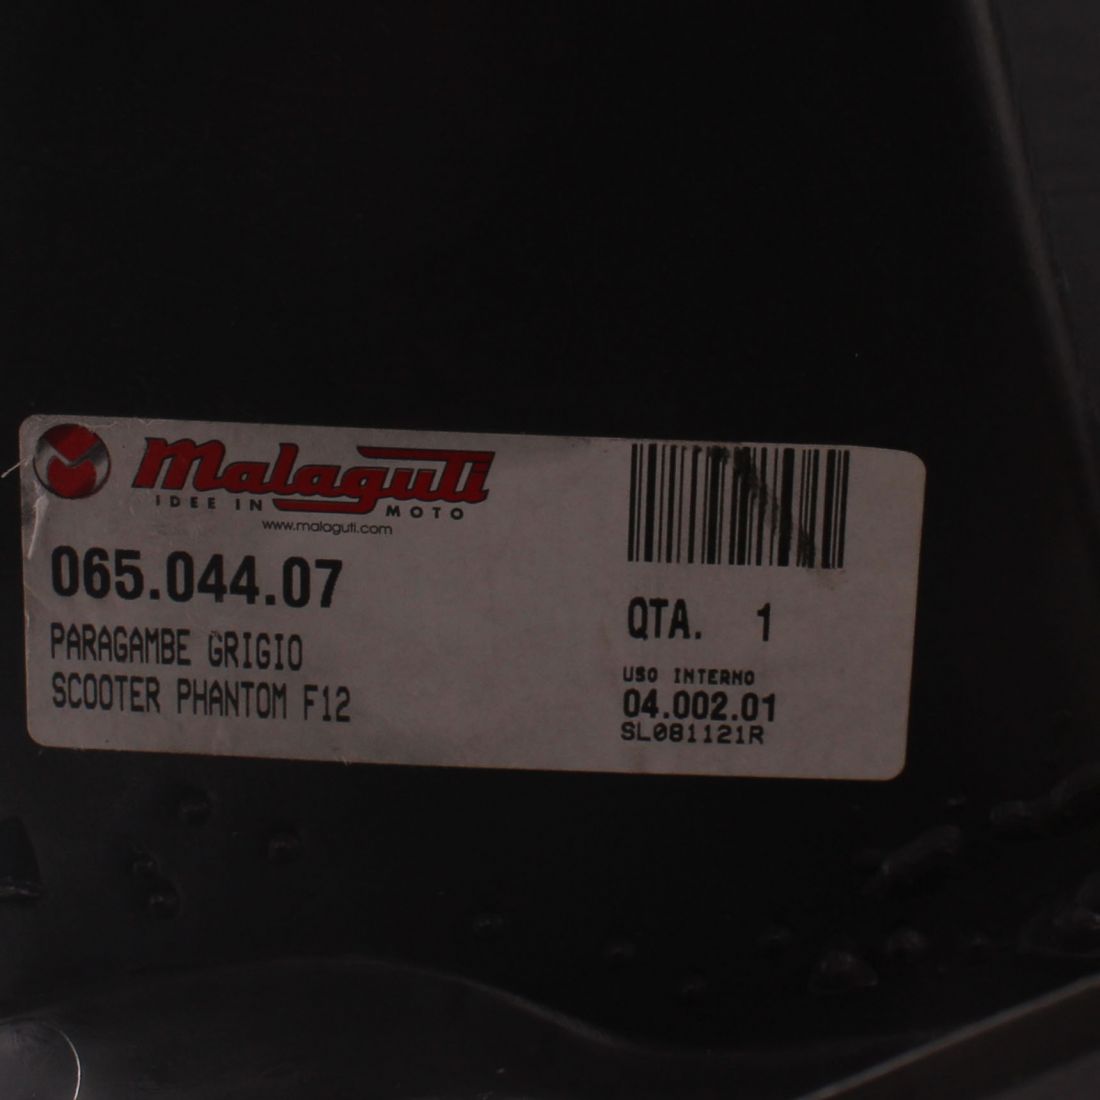 Malaguti
IDEE IN MOTO
www.malaguti.com
065.044.07
PARAGAMBE GRIGIO
SCOOTER PHANTOM F12
QTA. 1
USO INTERNO
04.002.01
SL081121R